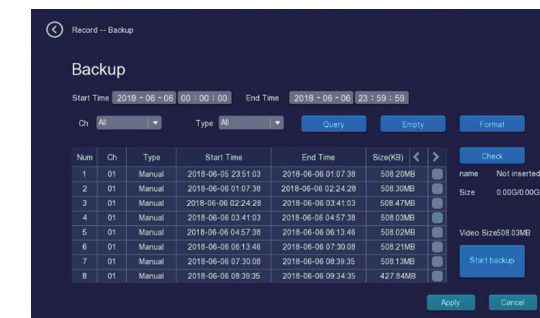 Record -- Backup
Backup
Start Time 2018 - 06 - 06 00 : 00 : 00 End Time 2018 - 06 - 06 23 : 59 : 59
Ch All Type All Query Empty Format
Num Ch Type Start Time End Time Size(KB) < > Check
1 01 Manual 2018-06-05 23:51:03 2018-06-06 01:07:38 508.20MB name Not inserted
2 01 Manual 2018-06-06 01:07:38 2018-06-06 02:24:28 508.30MB Size 0.00G/0.00G
3 01 Manual 2018-06-06 02:24:28 2018-06-06 03:41:03 508.47MB
4 01 Manual 2018-06-06 03:41:03 2018-06-06 04:57:38 508.03MB
5 01 Manual 2018-06-06 04:57:38 2018-06-06 06:13:46 508.02MB Video Size508.03MB
6 01 Manual 2018-06-06 06:13:46 2018-06-06 07:30:08 508.21MB
7 01 Manual 2018-06-06 07:30:08 2018-06-06 08:39:35 508.13MB Start backup
8 01 Manual 2018-06-06 08:39:35 2018-06-06 09:34:35 427.84MB
Apply Cancel